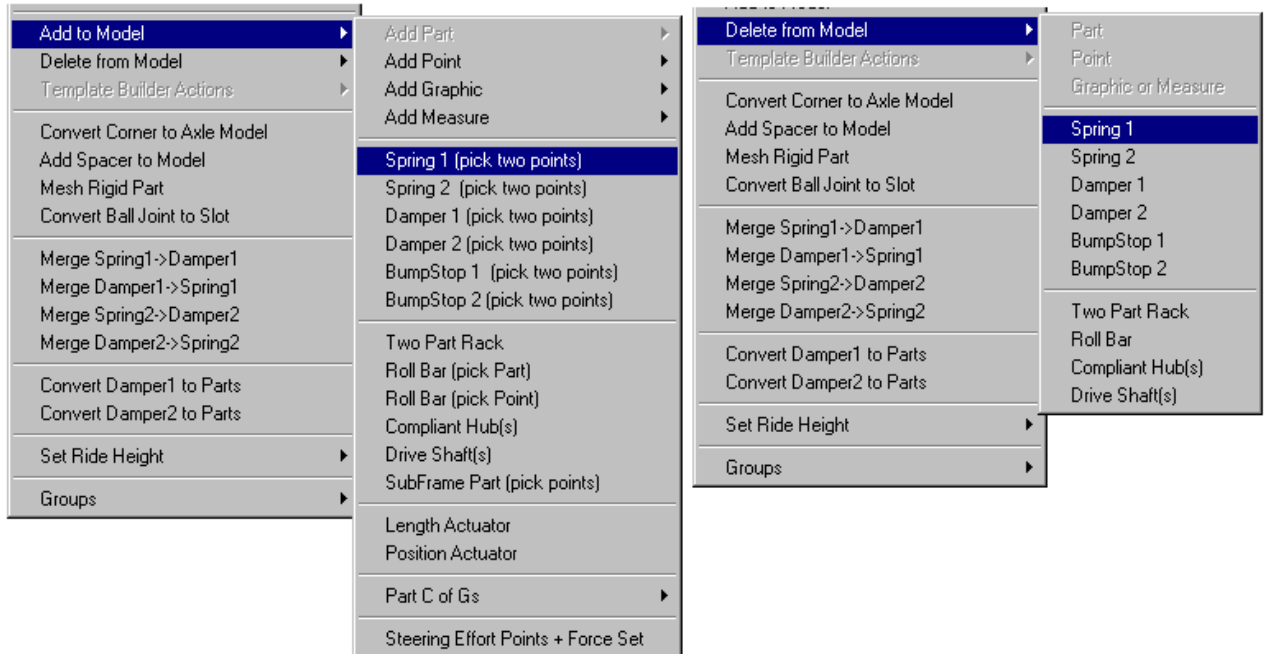 Add to Model
Delete from Model
Template Builder Actions
Convert Corner to Axle Model
Add Spacer to Model
Mesh Rigid Part
Convert Ball Joint to Slot
Merge Spring1->Damper1
Merge Damper1->Spring1
Merge Spring2->Damper2
Merge Damper2->Spring2
Convert Damper1 to Parts
Convert Damper2 to Parts
Set Ride Height
Groups
Add Part
Add Point
Add Graphic
Add Measure
Spring 1 (pick two points)
Spring 2 (pick two points)
Damper 1 (pick two points)
Damper 2 (pick two points)
BumpStop 1 (pick two points)
BumpStop 2 (pick two points)
Two Part Rack
Roll Bar (pick Part)
Roll Bar (pick Point)
Compliant Hub(s)
Drive Shaft(s)
SubFrame Part (pick points)
Length Actuator
Position Actuator
Part C of Gs
Steering Effort Points + Force Set
Delete from Model
Template Builder Actions
Convert Corner to Axle Model
Add Spacer to Model
Mesh Rigid Part
Convert Ball Joint to Slot
Merge Spring1->Damper1
Merge Damper1->Spring1
Merge Spring2->Damper2
Merge Damper2->Spring2
Convert Damper1 to Parts
Convert Damper2 to Parts
Set Ride Height
Groups
Part
Point
Graphic or Measure
Spring 1
Spring 2
Damper 1
Damper 2
BumpStop 1
BumpStop 2
Two Part Rack
Roll Bar
Compliant Hub(s)
Drive Shaft(s)